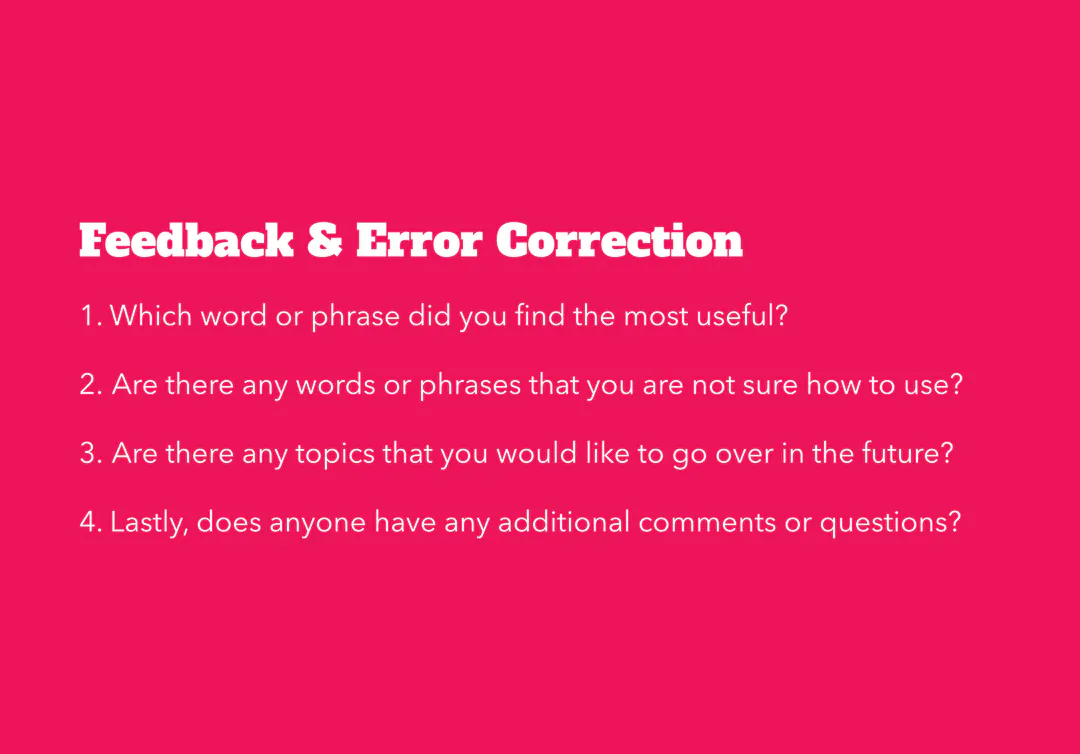 Feedback & Error Correction
1. Which word or phrase did you find the most useful?
2. Are there any words or phrases that you are not sure how to use?
3. Are there any topics that you would like to go over in the future?
4. Lastly, does anyone have any additional comments or questions?